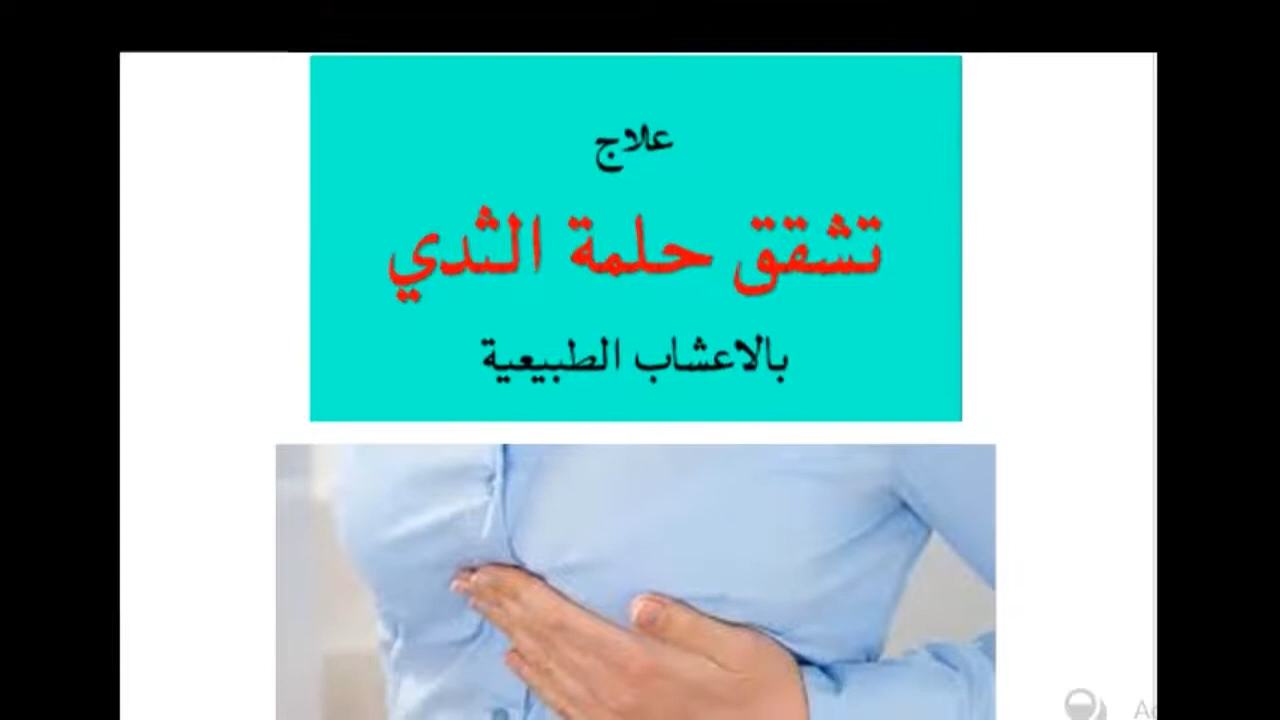 علاج
تشقق حلمة الثدي
بالاعشاب الطبيعية